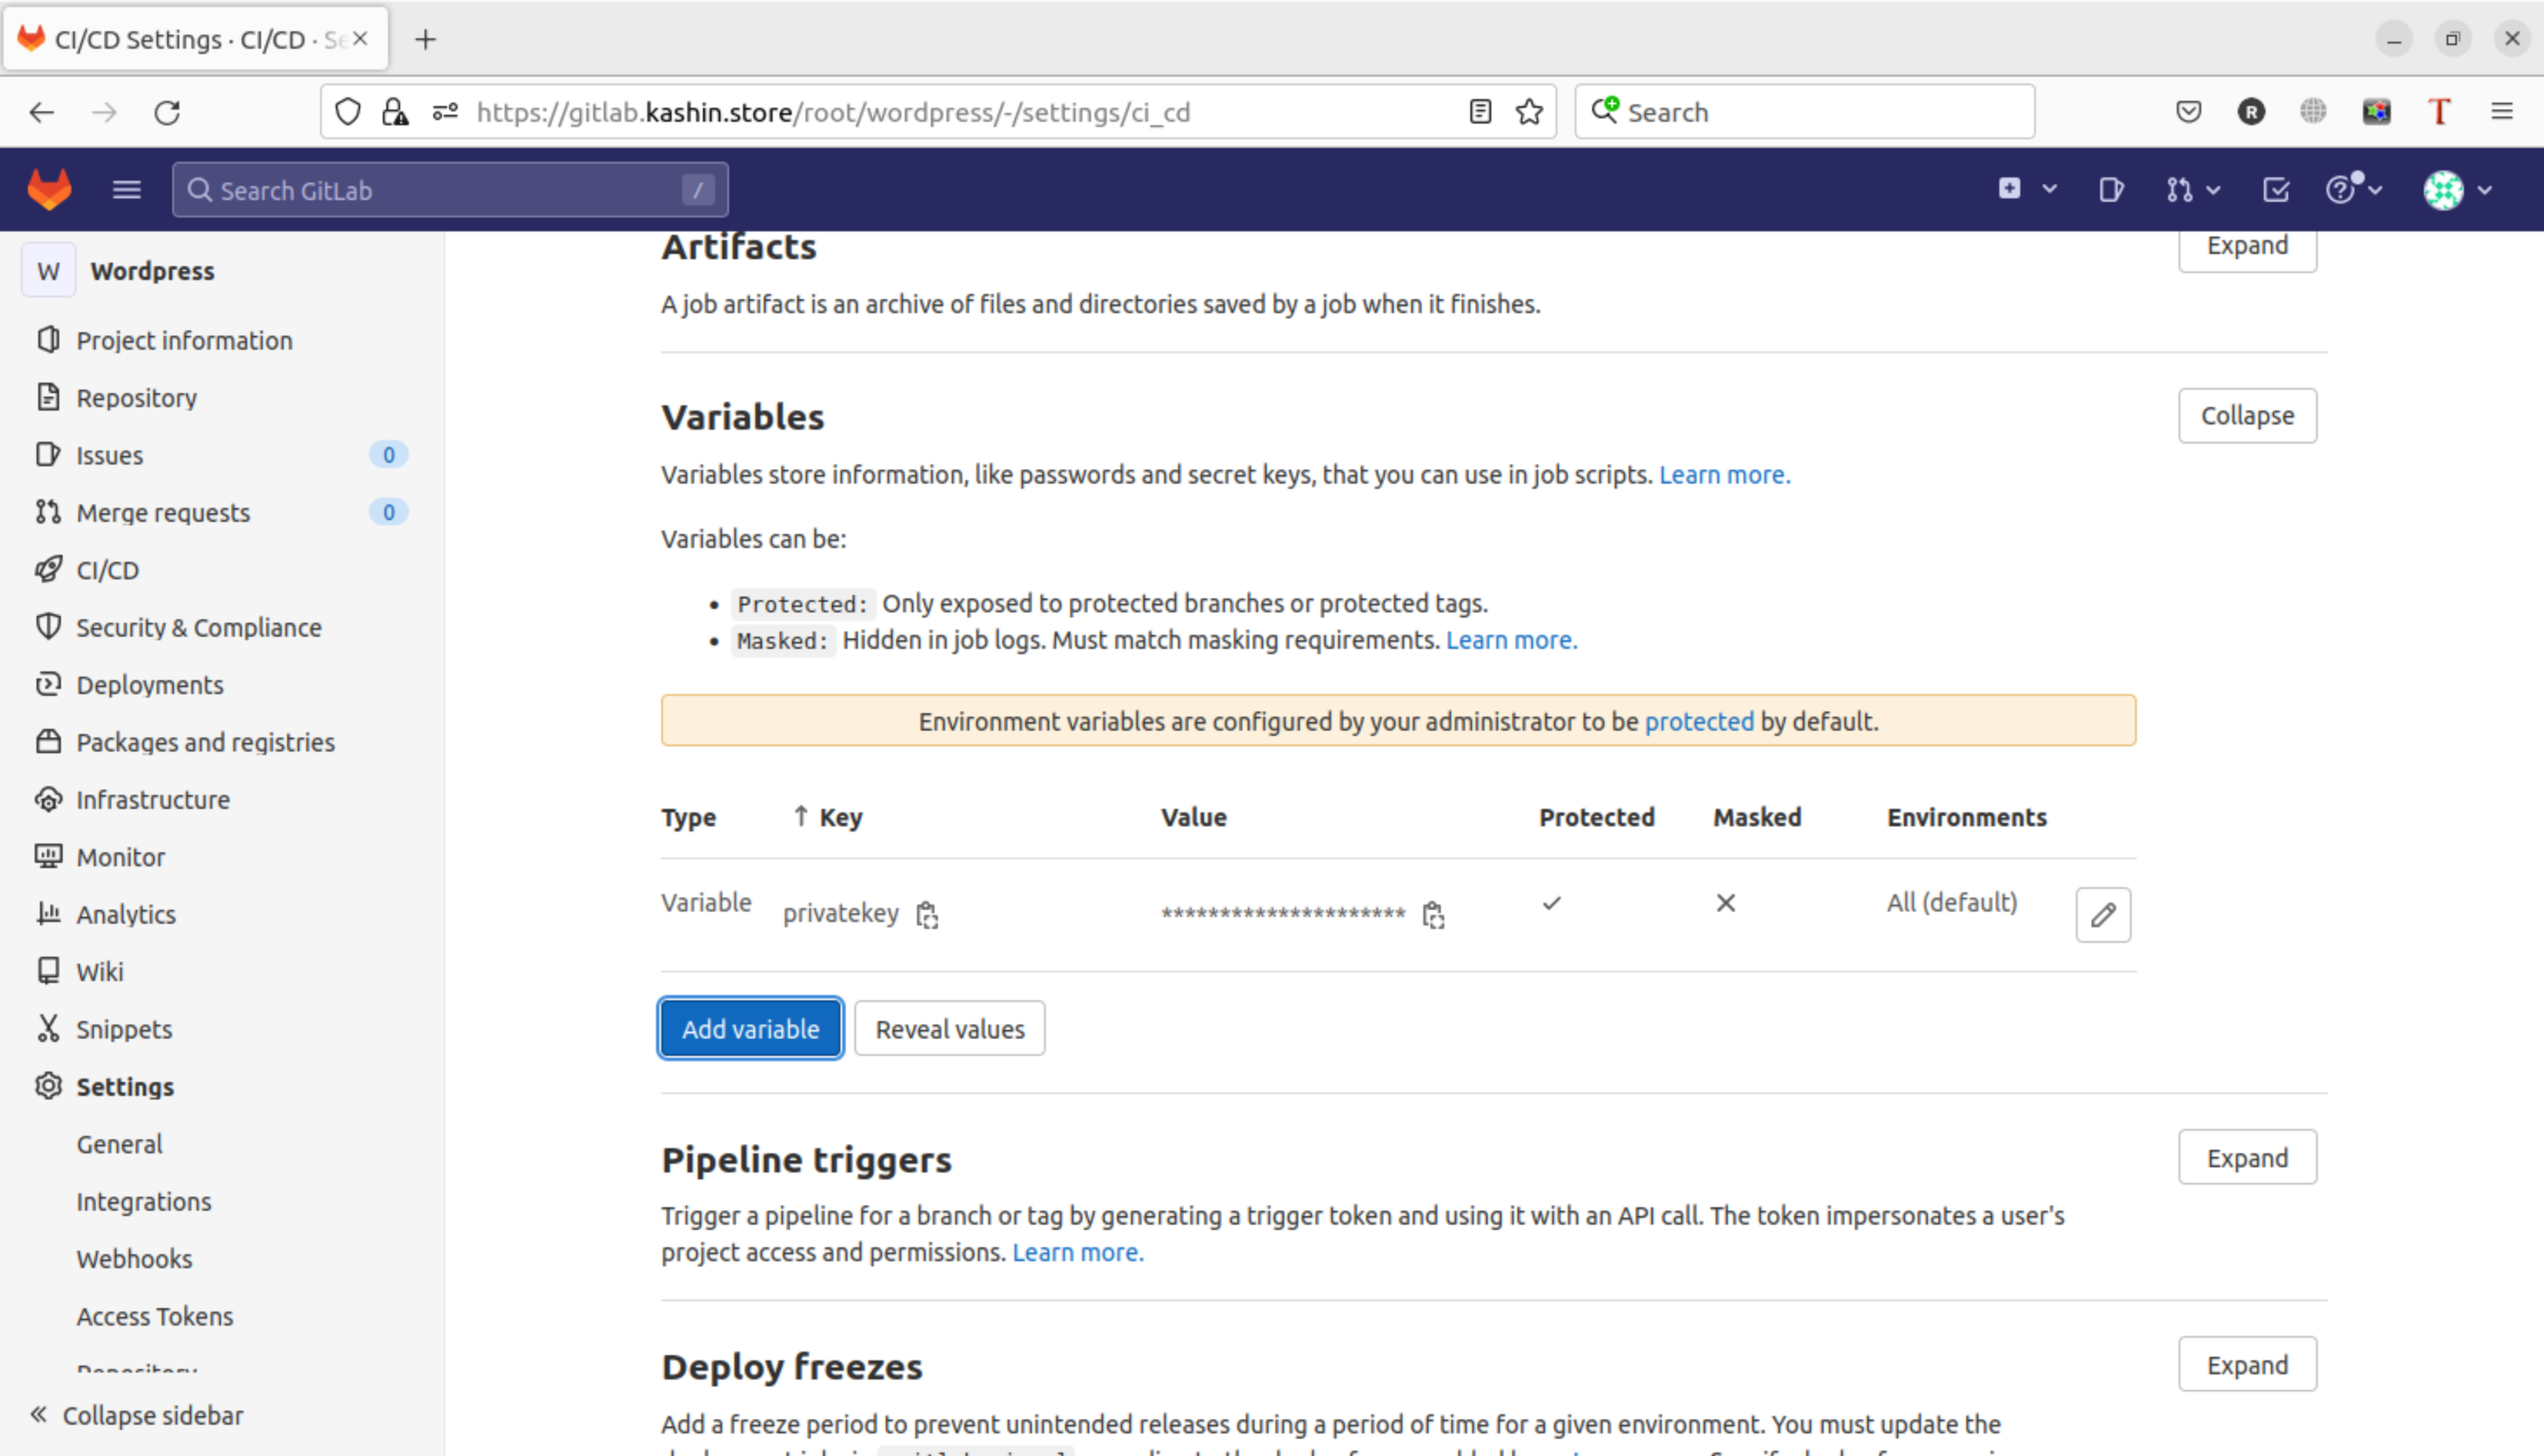 CI/CD Settings · CI/CD · Se
https://gitlab.kashin.store/root/wordpress/-/settings/ci_cd
Search
R
T
Search GitLab
/
W
Wordpress
Project information
Repository
Issues
0
Merge requests
0
CI/CD
Security & Compliance
Deployments
Packages and registries
Infrastructure
Monitor
Analytics
Wiki
Snippets
Settings
General
Integrations
Webhooks
Access Tokens
Repository
Collapse sidebar
Artifacts
Expand
A job artifact is an archive of files and directories saved by a job when it finishes.
Variables
Collapse
Variables store information, like passwords and secret keys, that you can use in job scripts. Learn more.
Variables can be:
• Protected: Only exposed to protected branches or protected tags.
• Masked: Hidden in job logs. Must match masking requirements. Learn more.
Environment variables are configured by your administrator to be protected by default.
Type ↑ Key Value Protected Masked Environments
Variable privatekey ********************* ✓ ✕ All (default)
Add variable
Reveal values
Pipeline triggers
Expand
Trigger a pipeline for a branch or tag by generating a trigger token and using it with an API call. The token impersonates a user's
project access and permissions. Learn more.
Deploy freezes
Expand
Add a freeze period to prevent unintended releases during a period of time for a given environment. You must update the